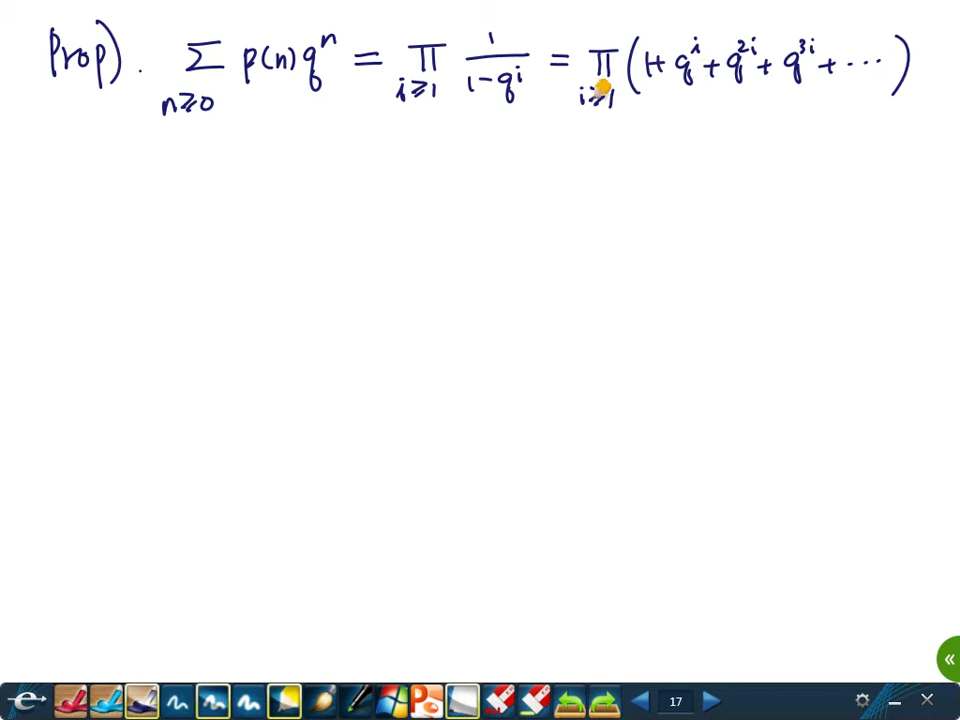 Prop). ∑_{n≥0} p(n)q^n = ∏_{i≥1} 1/(1-q^i) = ∏_{i≥1} (1+q^i+q^{2i}+q^{3i}+⋯)
17